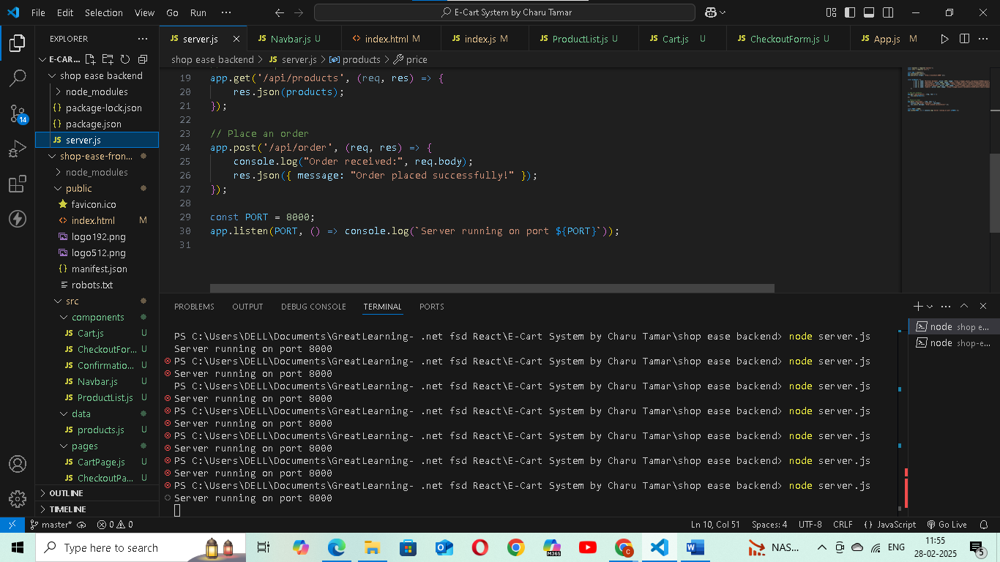 File Edit Selection View Go Run ··· E-Cart System by Charu Tamar
EXPLORER ···
server.js
Navbar.js U
index.html M
index.js M
ProductList.js U
Cart.js U
CheckoutForm.js U
App.js M
shop ease backend > server.js > products > price
E-CAR...
shop ease backend
node_modules
package-lock.json
package.json
server.js
shop-ease-fron...
node_modules
public
favicon.ico
index.html M
logo192.png
logo512.png
manifest.json
robots.txt
src
components
Cart.js U
CheckoutFor... U
Confirmatio... U
Navbar.js U
ProductList.js U
data
products.js U
pages
CartPage.js U
CheckoutPa... U
OUTLINE
TIMELINE
14
19 app.get('/api/products', (req, res) => {
20 res.json(products);
21 });
22
23 // Place an order
24 app.post('/api/order', (req, res) => {
25 console.log("Order received:", req.body);
26 res.json({ message: "Order placed successfully!" });
27 });
28
29 const PORT = 8000;
30 app.listen(PORT, () => console.log(`Server running on port ${PORT}`));
31
PROBLEMS OUTPUT DEBUG CONSOLE TERMINAL PORTS
PS C:\Users\DELL\Documents\GreatLearning- .net fsd React\E-Cart System by Charu Tamar\shop ease backend> node server.js
Server running on port 8000
PS C:\Users\DELL\Documents\GreatLearning- .net fsd React\E-Cart System by Charu Tamar\shop ease backend> node server.js
Server running on port 8000
PS C:\Users\DELL\Documents\GreatLearning- .net fsd React\E-Cart System by Charu Tamar\shop ease backend> node server.js
Server running on port 8000
PS C:\Users\DELL\Documents\GreatLearning- .net fsd React\E-Cart System by Charu Tamar\shop ease backend> node server.js
Server running on port 8000
PS C:\Users\DELL\Documents\GreatLearning- .net fsd React\E-Cart System by Charu Tamar\shop ease backend> node server.js
Server running on port 8000
PS C:\Users\DELL\Documents\GreatLearning- .net fsd React\E-Cart System by Charu Tamar\shop ease backend> node server.js
Server running on port 8000
PS C:\Users\DELL\Documents\GreatLearning- .net fsd React\E-Cart System by Charu Tamar\shop ease backend> node server.js
Server running on port 8000
node shop e...
node shop-e...
master* 0 0 Ln 10, Col 51 Spaces: 4 UTF-8 CRLF {} JavaScript Go Live
Type here to search
M365
NAS...
ENG
11:55
28-02-2025
5